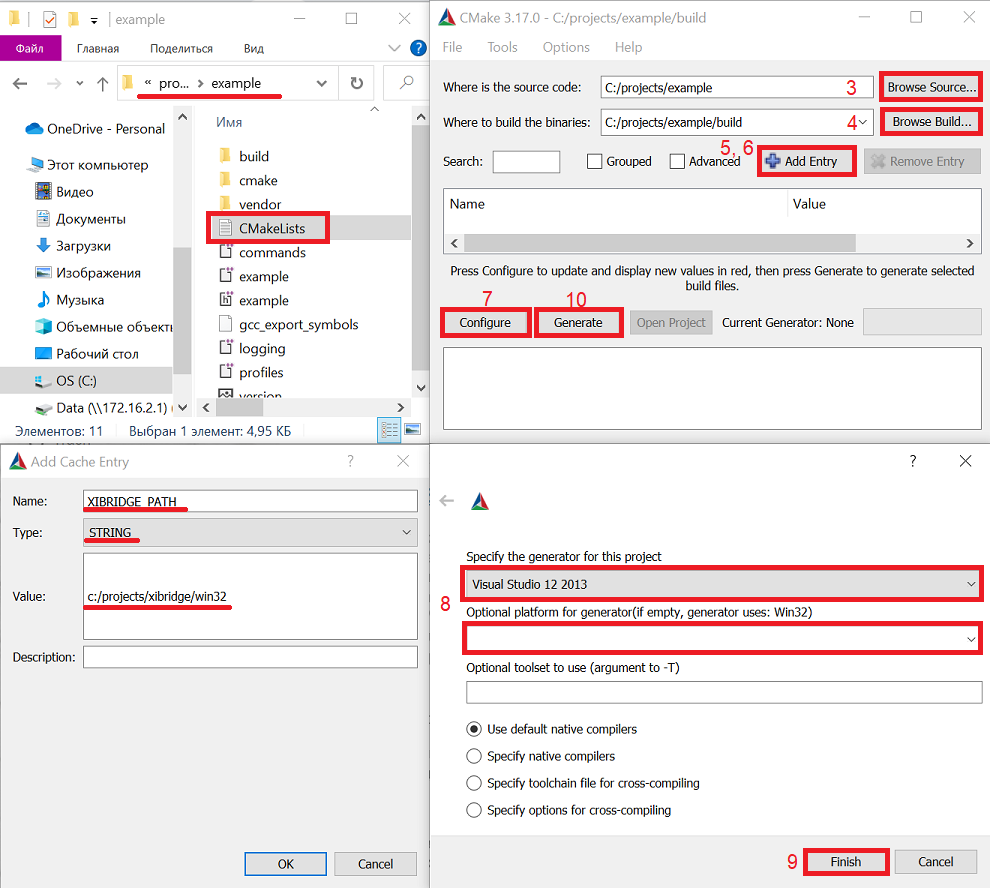 example
Файл Главная Поделиться Вид
« pro... › example
OneDrive - Personal
Этот компьютер
Видео
Документы
Загрузки
Изображения
Музыка
Объемные объекты
Рабочий стол
OS (C:)
Data (\\172.16.2.1) (
Имя
build
cmake
vendor
CMakeLists
commands
example
example
gcc_export_symbols
logging
profiles
version
Элементов: 11 Выбран 1 элемент: 4,95 КБ
CMake 3.17.0 - C:/projects/example/build
File Tools Options Help
Where is the source code: C:/projects/example 3 Browse Source...
Where to build the binaries: C:/projects/example/build 4 Browse Build...
Search: Grouped Advanced 5, 6 Add Entry Remove Entry
Name Value
Press Configure to update and display new values in red, then press Generate to generate selected
build files.
7 10
Configure Generate Open Project Current Generator: None
Add Cache Entry ?
Name: XIBRIDGE_PATH
Type: STRING
Value: c:/projects/xibridge/win32
Description:
OK Cancel
?
Specify the generator for this project
Visual Studio 12 2013
8
Optional platform for generator(if empty, generator uses: Win32)
Optional toolset to use (argument to -T)
Use default native compilers
Specify native compilers
Specify toolchain file for cross-compiling
Specify options for cross-compiling
9 Finish Cancel